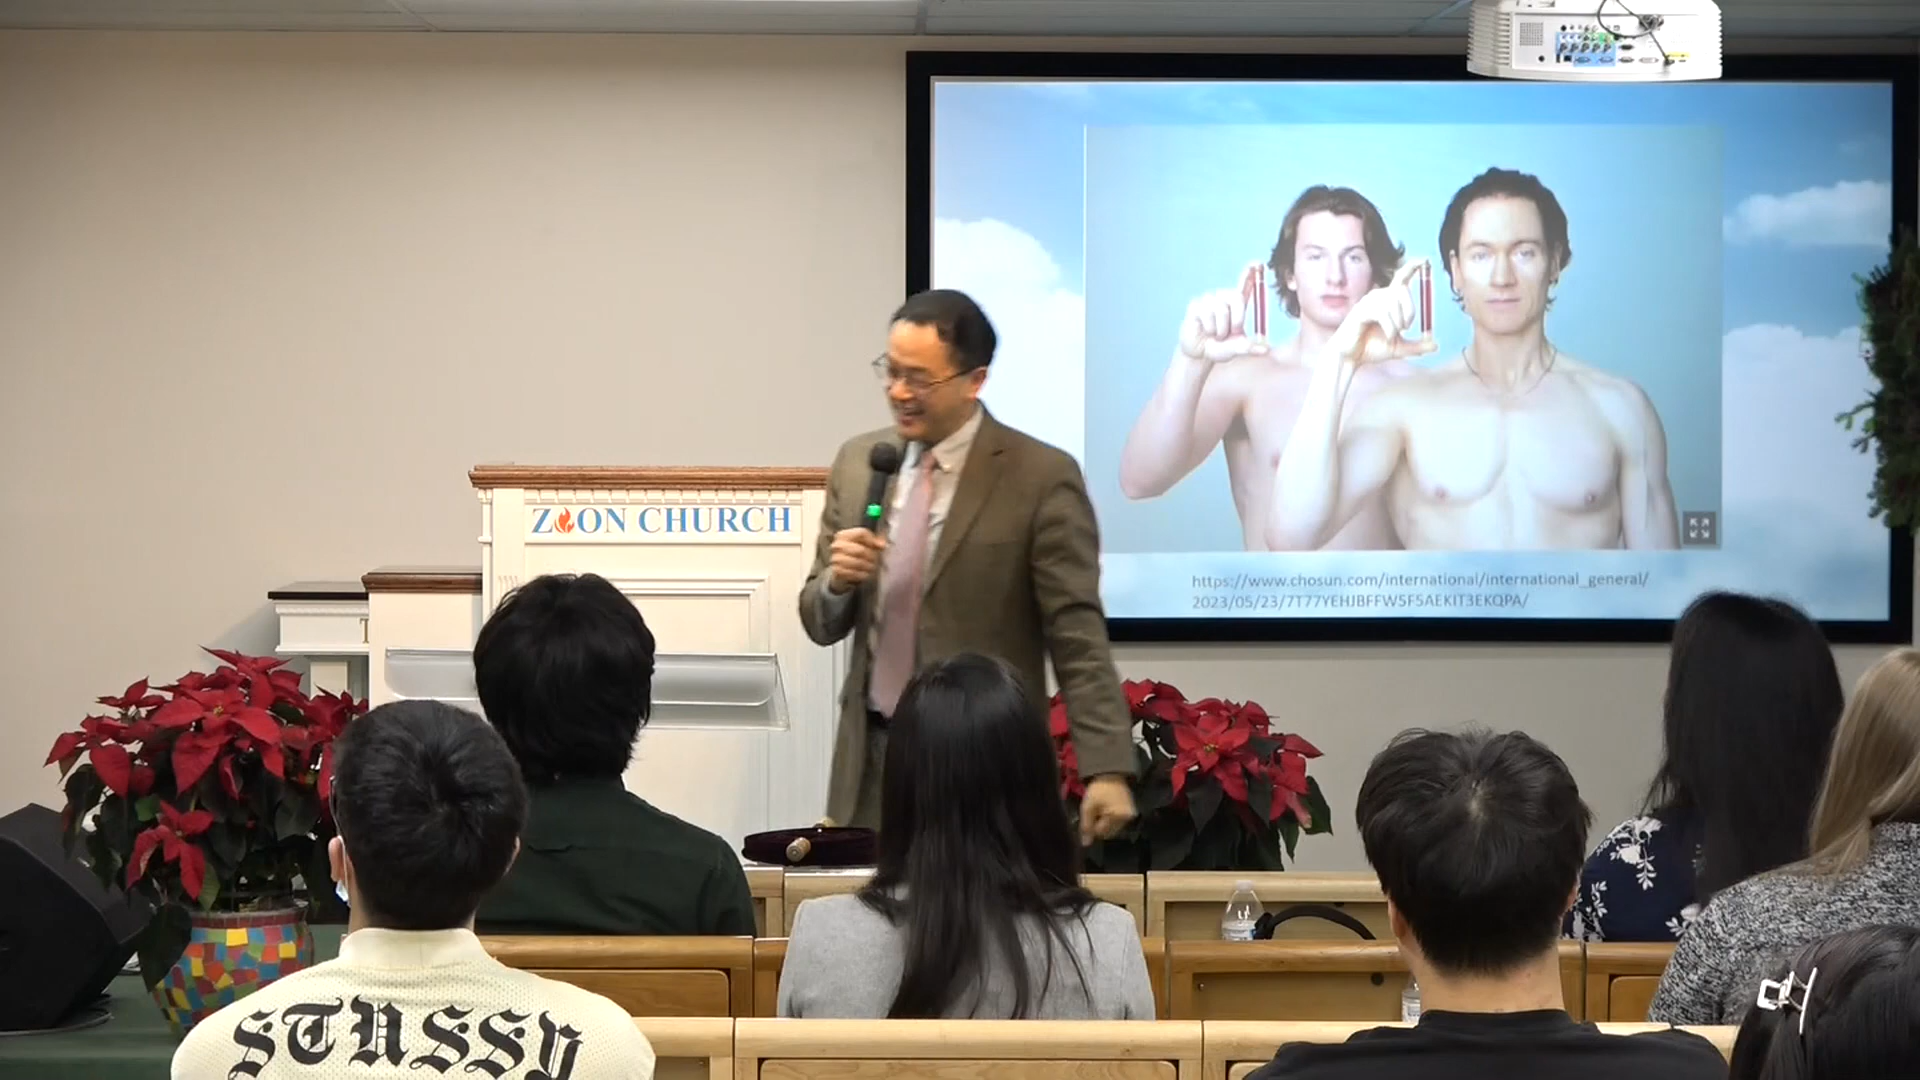 ZION CHURCH
https://www.chosun.com/international/international_general/
2023/05/23/7T77YEHJBFFW5F5AEKIT3EKQPA/
STUSSY